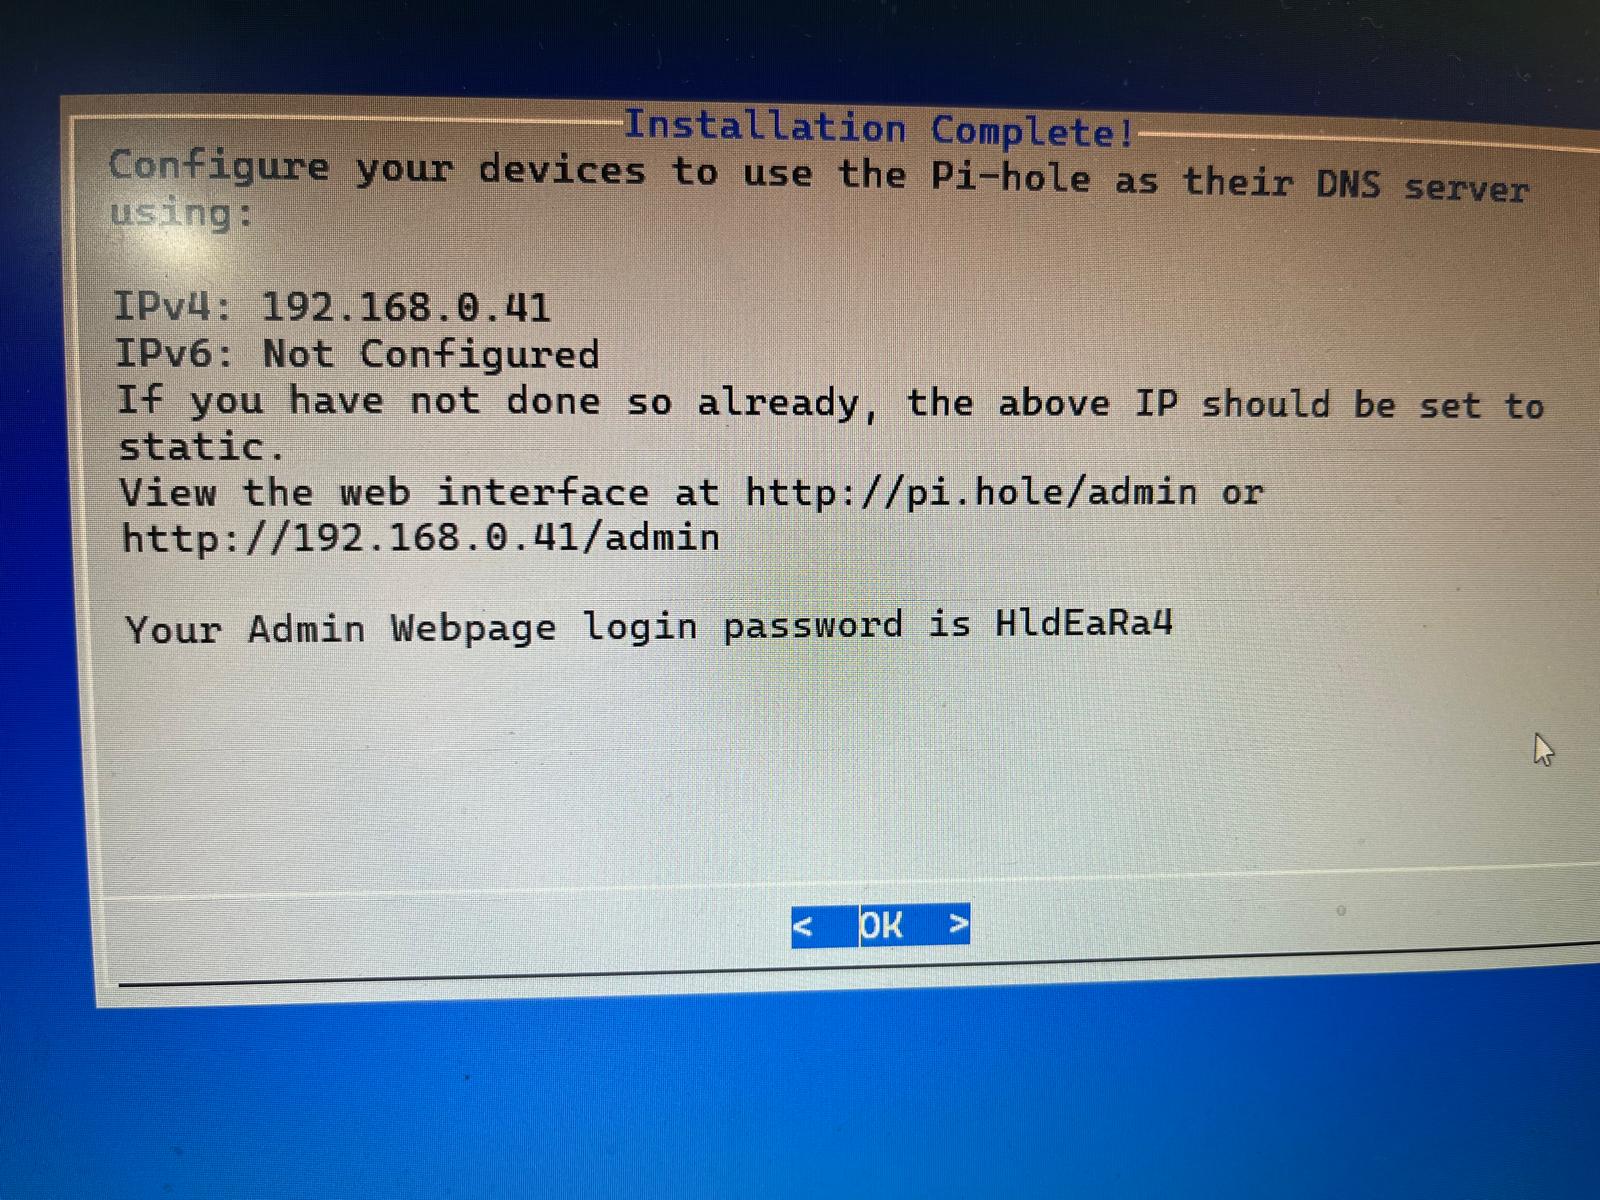 Installation Complete!
Configure your devices to use the Pi-hole as their DNS server
using:
IPv4: 192.168.0.41
IPv6: Not Configured
If you have not done so already, the above IP should be set to
static.
View the web interface at http://pi.hole/admin or
http://192.168.0.41/admin
Your Admin Webpage login password is HldEaRa4
< OK >